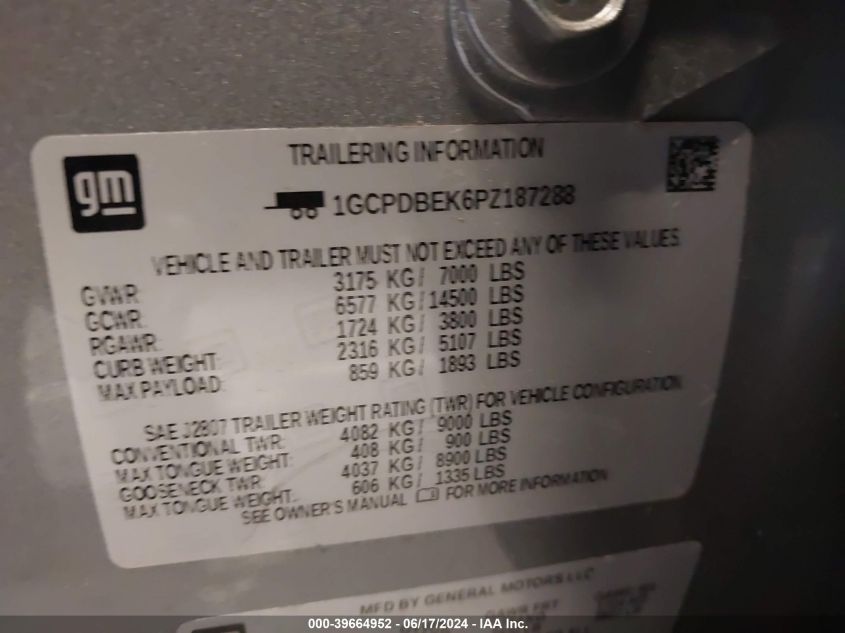 gm
TRAILERING INFORMATION
1GCPDBEK6PZ187288
VEHICLE AND TRAILER MUST NOT EXCEED ANY OF THESE VALUES
GVWR: 3175 KG / 7000 LBS
GCWR: 6577 KG / 14500 LBS
RGAWR: 1724 KG / 3800 LBS
CURB WEIGHT: 2316 KG / 5107 LBS
MAX PAYLOAD: 859 KG / 1893 LBS
SAE J2807 TRAILER WEIGHT RATING (TWR) FOR VEHICLE CONFIGURATION
CONVENTIONAL TWR: 4082 KG / 9000 LBS
MAX TONGUE WEIGHT: 408 KG / 900 LBS
GOOSENECK TWR: 4037 KG / 8900 LBS
MAX TONGUE WEIGHT: 606 KG / 1335 LBS
SEE OWNER'S MANUAL FOR MORE INFORMATION
MFD BY GENERAL MOTORS LLC
GAWR FRT
000-39664952 - 06/17/2024 - IAA Inc.